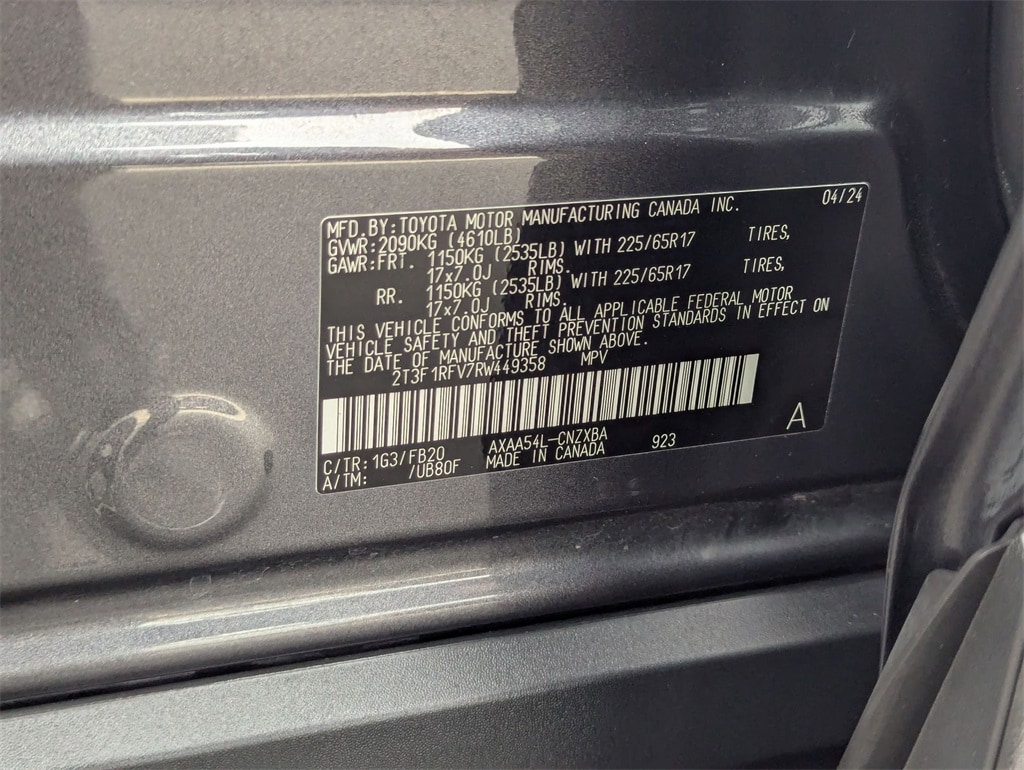 MFD.BY:TOYOTA MOTOR MANUFACTURING CANADA INC. 04/24
GVWR:2090KG (4610LB)
GAWR:FRT. 1150KG (2535LB) WITH 225/65R17 TIRES,
17x7.0J RIMS.
RR. 1150KG (2535LB) WITH 225/65R17 TIRES,
17x7.0J RIMS.
THIS VEHICLE CONFORMS TO ALL APPLICABLE FEDERAL MOTOR
VEHICLE SAFETY AND THEFT PREVENTION STANDARDS IN EFFECT ON
THE DATE OF MANUFACTURE SHOWN ABOVE.
2T3F1RFV7RW449358 MPV
A
C/TR: 1G3/FB20 AXAA54L-CNZXBA 923
A/TM: /UB80F MADE IN CANADA